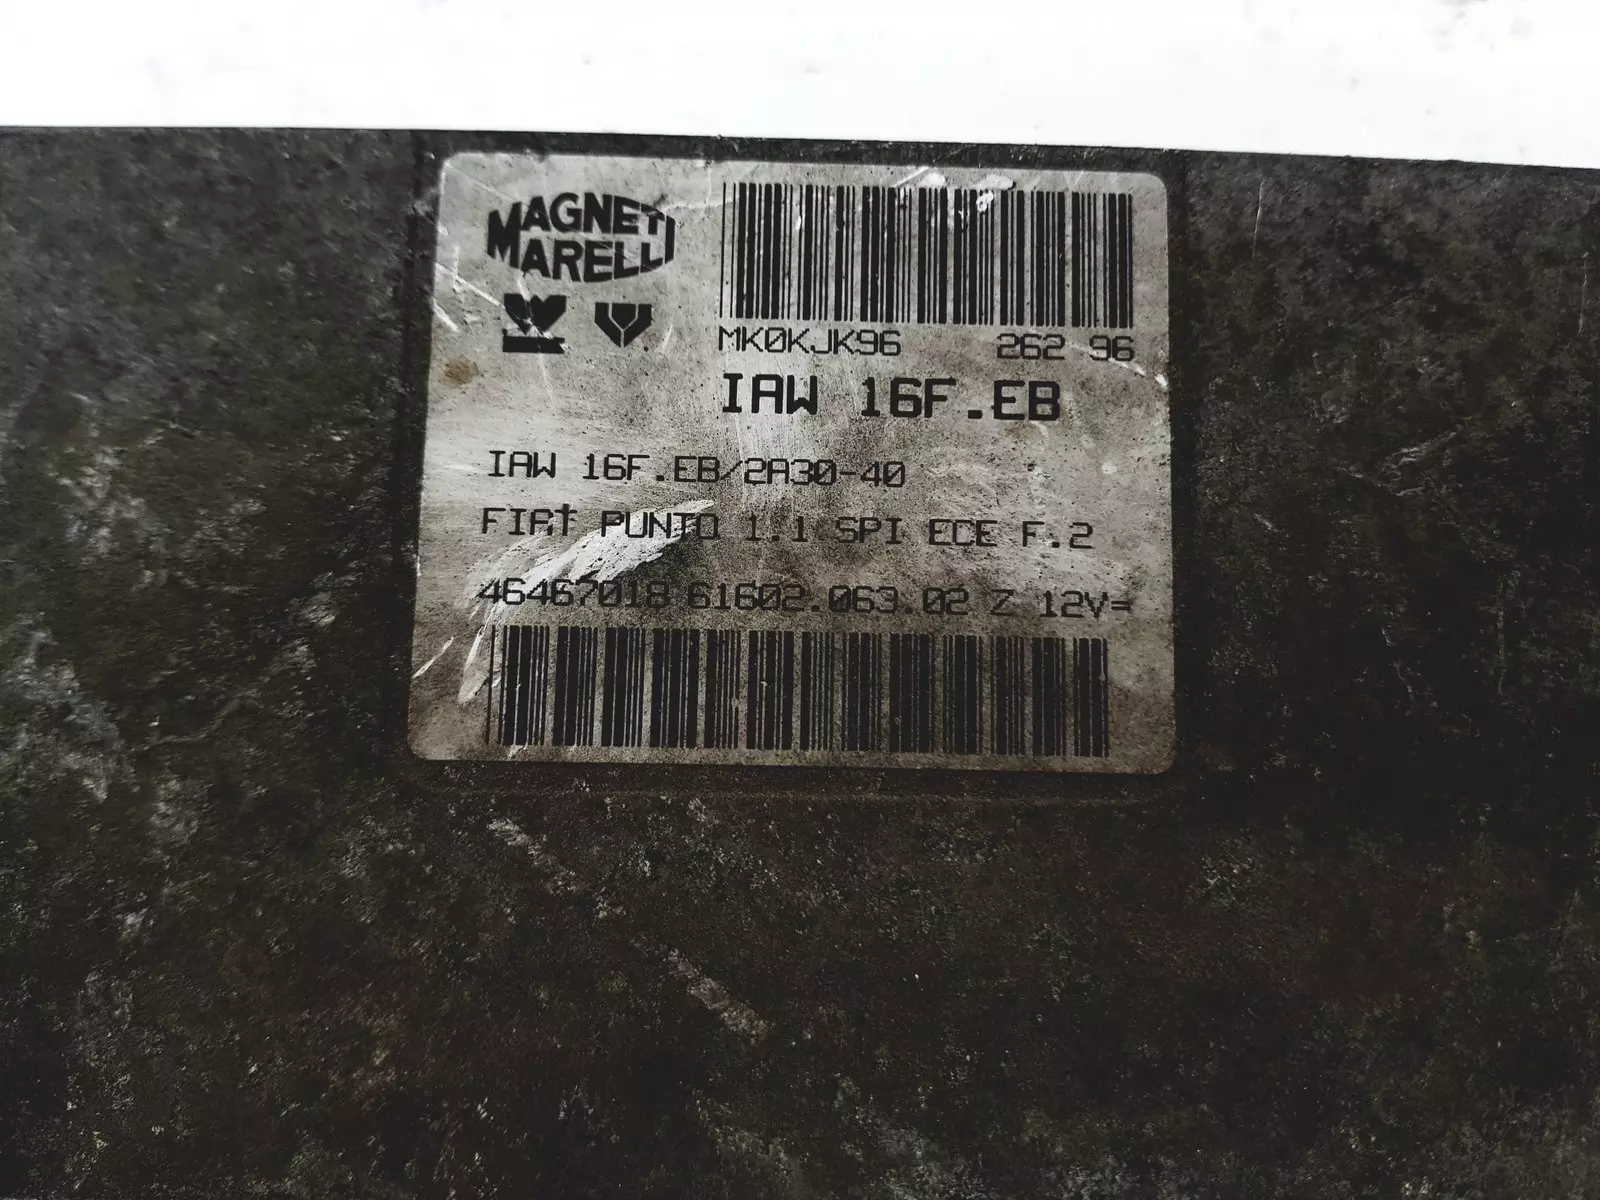 MAGNETI
MARELLI
MK0KJK96 262 96
IAW 16F.EB
IAW 16F.EB/2A30-40
FIAT PUNTO 1.1 SPI ECE F.2
46467018 61602.063.02 Z 12V=